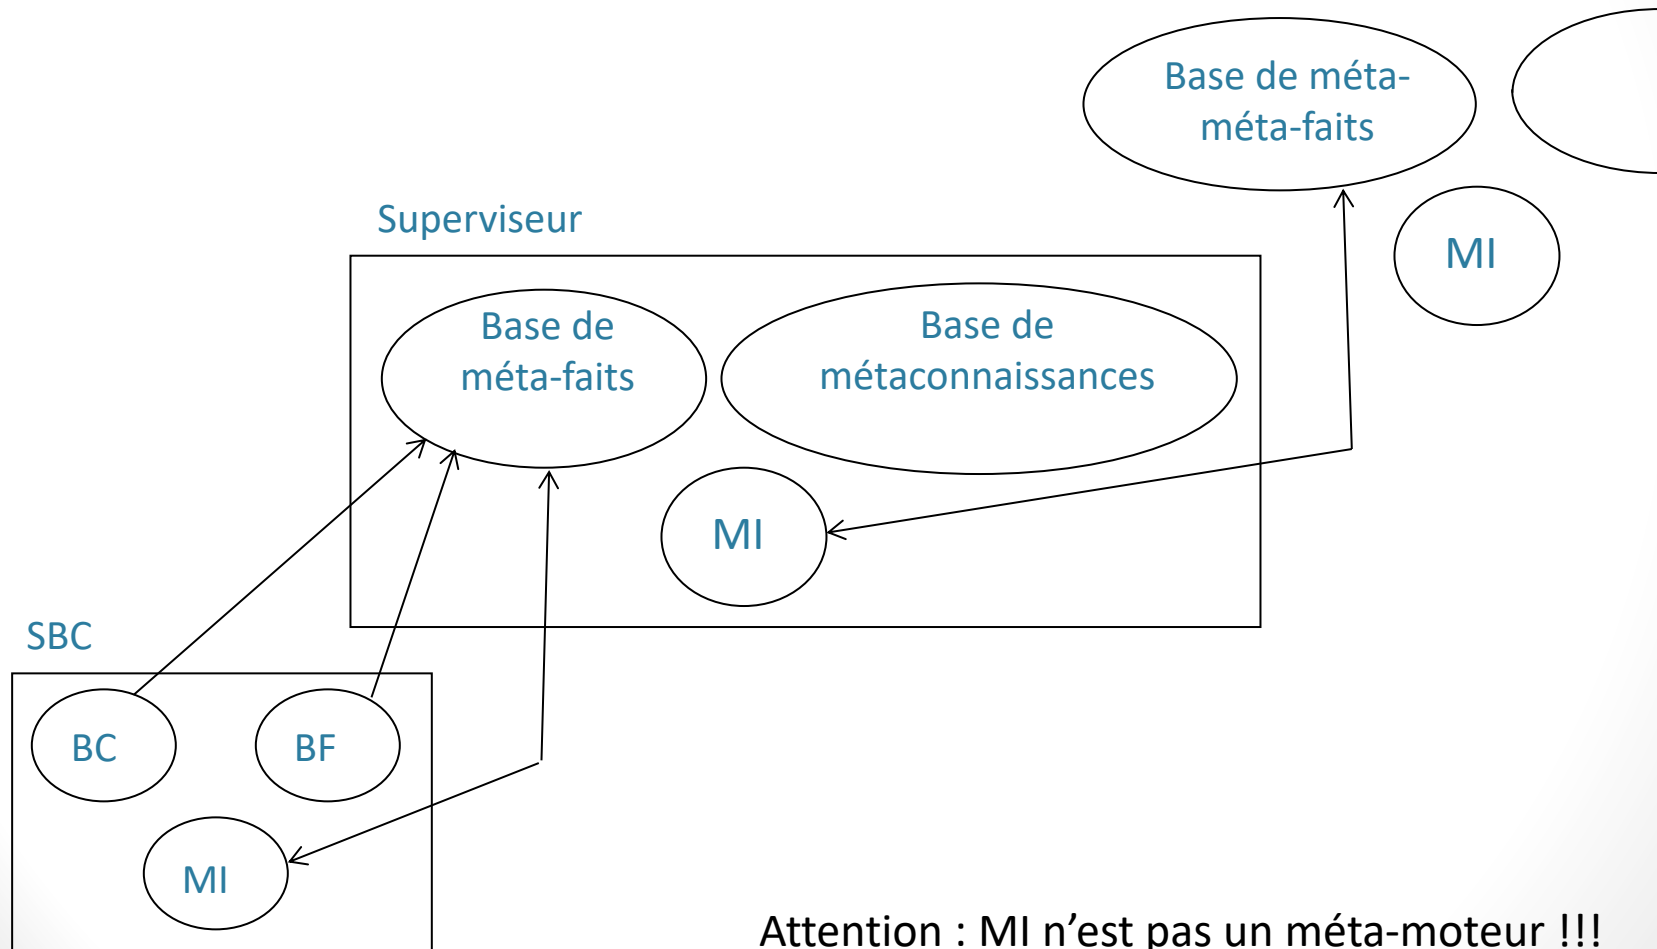 Base de méta-
méta-faits
Superviseur
MI
Base de
méta-faits
Base de
métaconnaissances
MI
SBC
BC
BF
MI
Attention : MI n’est pas un méta-moteur !!!